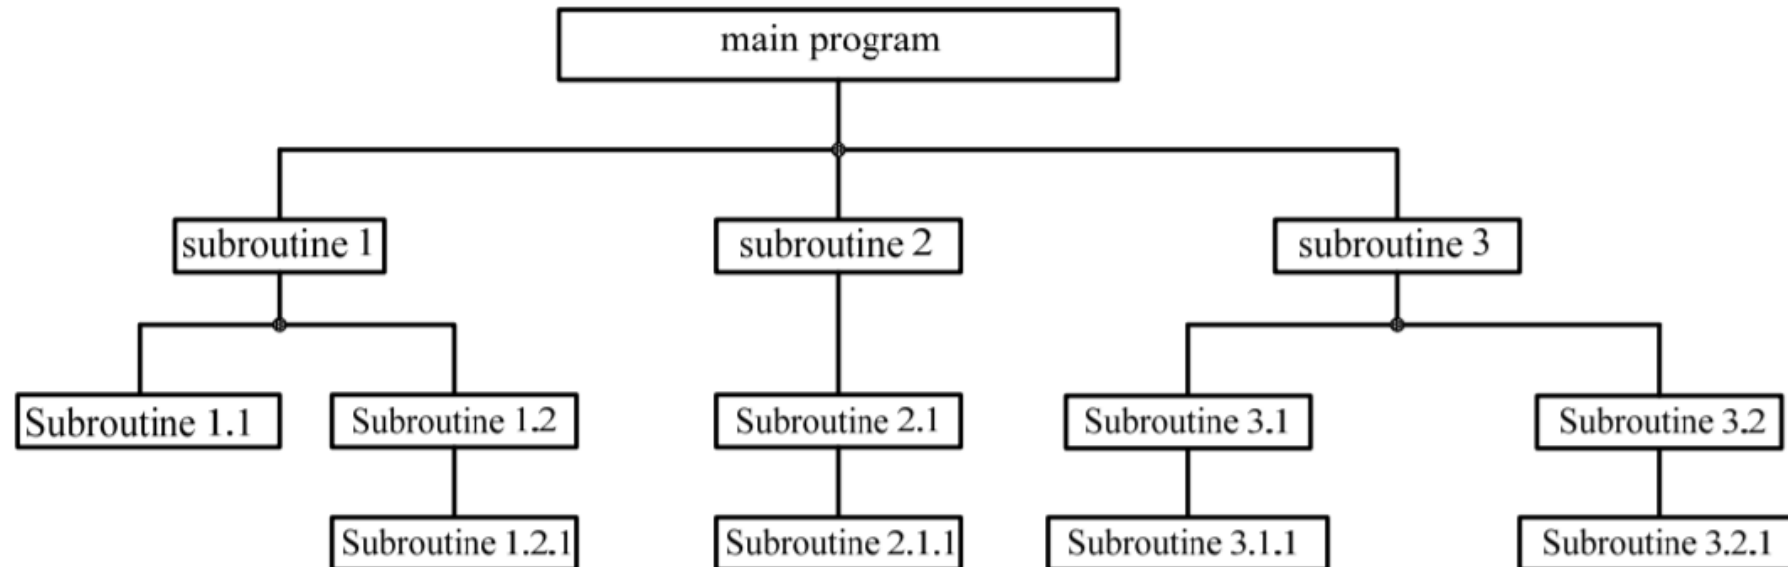 main program
subroutine 1
subroutine 2
subroutine 3
Subroutine 1.1
Subroutine 1.2
Subroutine 2.1
Subroutine 3.1
Subroutine 3.2
Subroutine 1.2.1
Subroutine 2.1.1
Subroutine 3.1.1
Subroutine 3.2.1